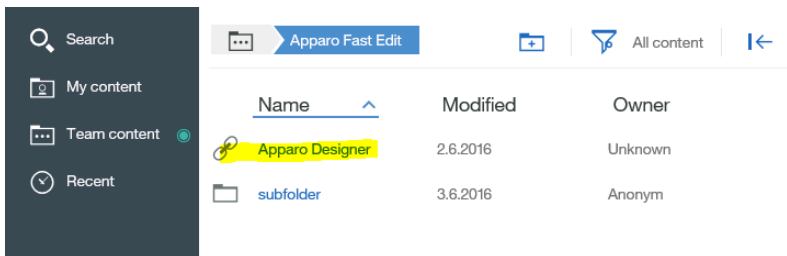 Search
My content
Team content
Recent
Apparo Fast Edit
All content
Name Modified Owner
Apparo Designer 2.6.2016 Unknown
subfolder 3.6.2016 Anonym